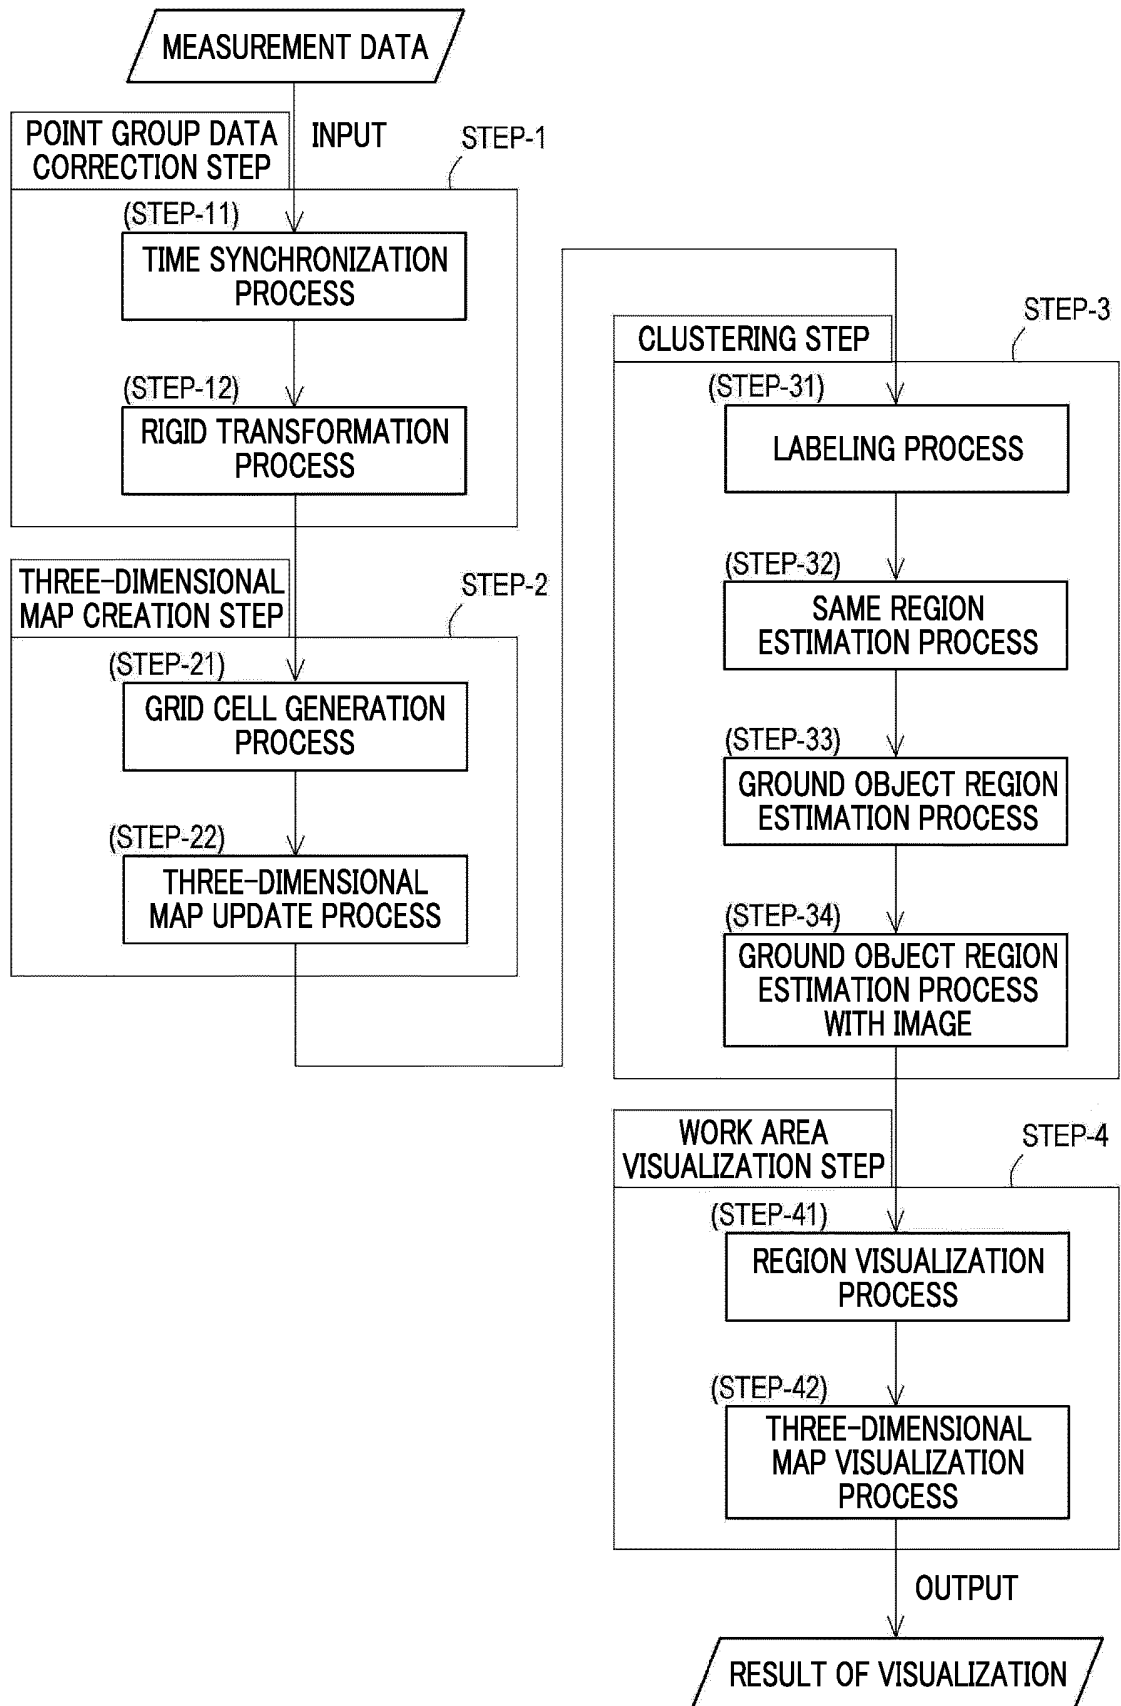 MEASUREMENT DATA
INPUT
POINT GROUP DATA
CORRECTION STEP
STEP-1
(STEP-11)
TIME SYNCHRONIZATION
PROCESS
(STEP-12)
RIGID TRANSFORMATION
PROCESS
THREE-DIMENSIONAL
MAP CREATION STEP
STEP-2
(STEP-21)
GRID CELL GENERATION
PROCESS
(STEP-22)
THREE-DIMENSIONAL
MAP UPDATE PROCESS
CLUSTERING STEP
STEP-3
(STEP-31)
LABELING PROCESS
(STEP-32)
SAME REGION
ESTIMATION PROCESS
(STEP-33)
GROUND OBJECT REGION
ESTIMATION PROCESS
(STEP-34)
GROUND OBJECT REGION
ESTIMATION PROCESS
WITH IMAGE
WORK AREA
VISUALIZATION STEP
STEP-4
(STEP-41)
REGION VISUALIZATION
PROCESS
(STEP-42)
THREE-DIMENSIONAL
MAP VISUALIZATION
PROCESS
OUTPUT
RESULT OF VISUALIZATION